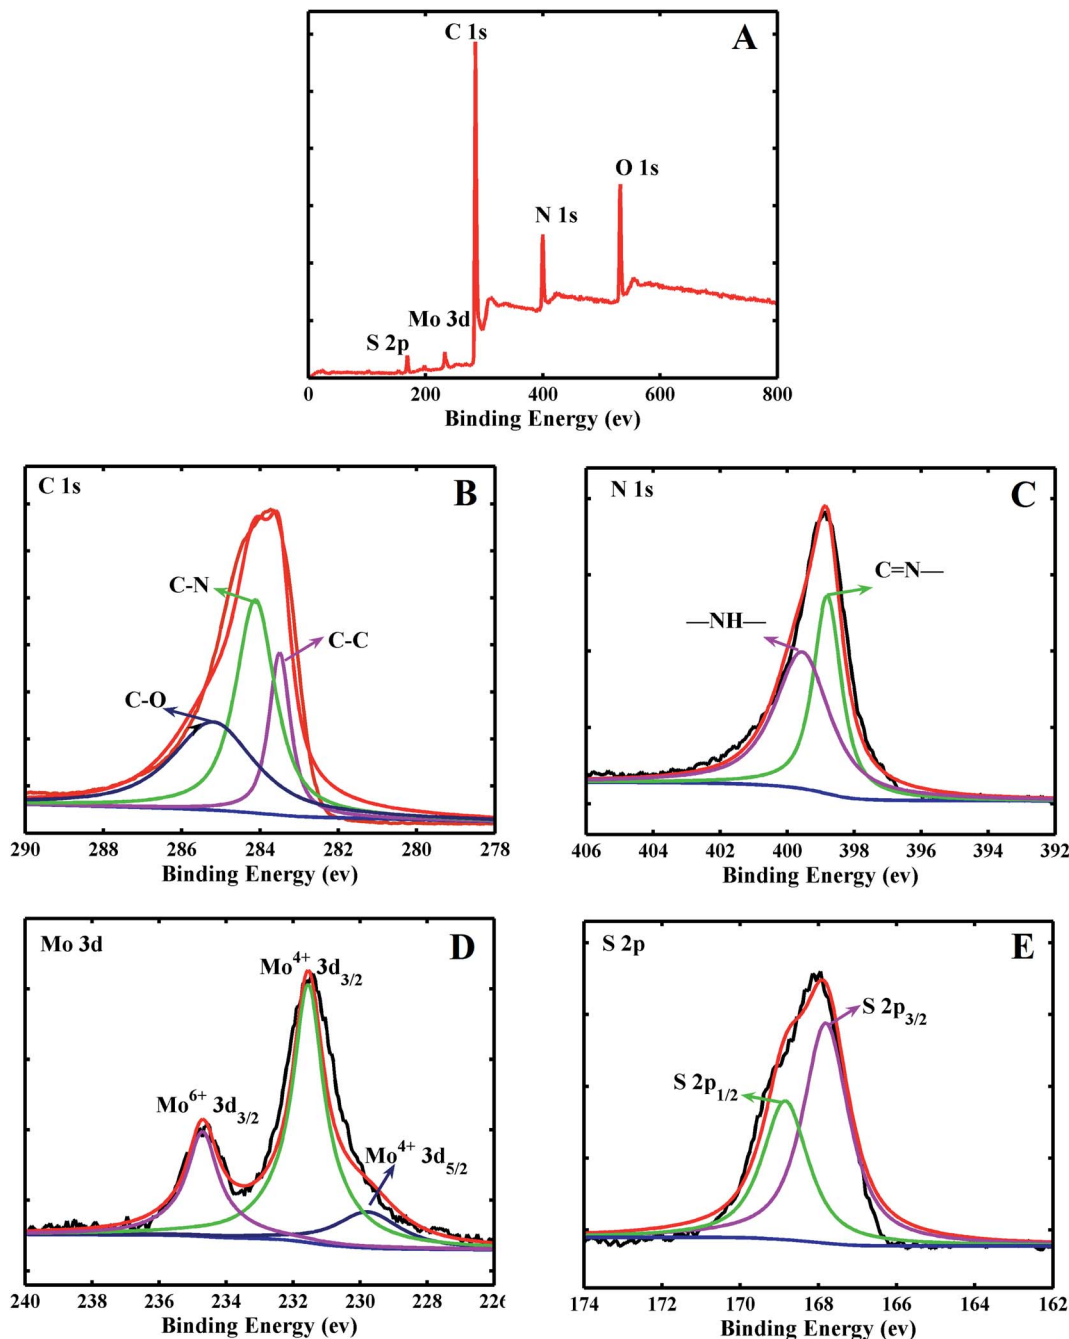 C 1s
A
O 1s
N 1s
Mo 3d
S 2p
0 200 400 600 800
Binding Energy (ev)
C 1s
B
C-N
C-C
C-O
290 288 286 284 282 280 278
Binding Energy (ev)
N 1s
C
C=N—
—NH—
406 404 402 400 398 396 394 392
Binding Energy (ev)
Mo 3d
D
Mo4+ 3d3/2
Mo6+ 3d3/2
Mo4+ 3d5/2
240 238 236 234 232 230 228 226
Binding Energy (ev)
S 2p
E
S 2p3/2
S 2p1/2
174 172 170 168 166 164 162
Binding Energy (ev)